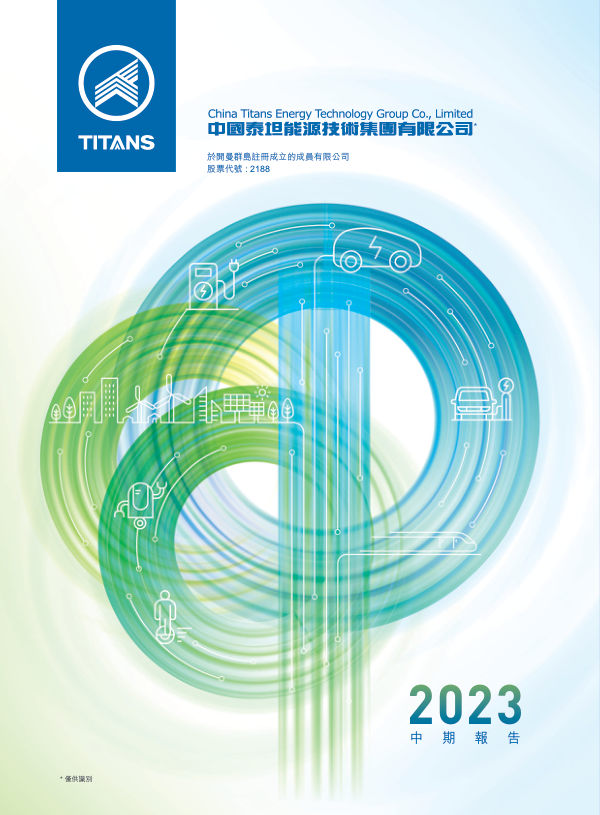 TITANS
China Titans Energy Technology Group Co., Limited
中國泰坦能源技術集團有限公司*
於開曼群島註冊成立的成員有限公司
股票代號 : 2188
2023
中期報告
* 僅供識別